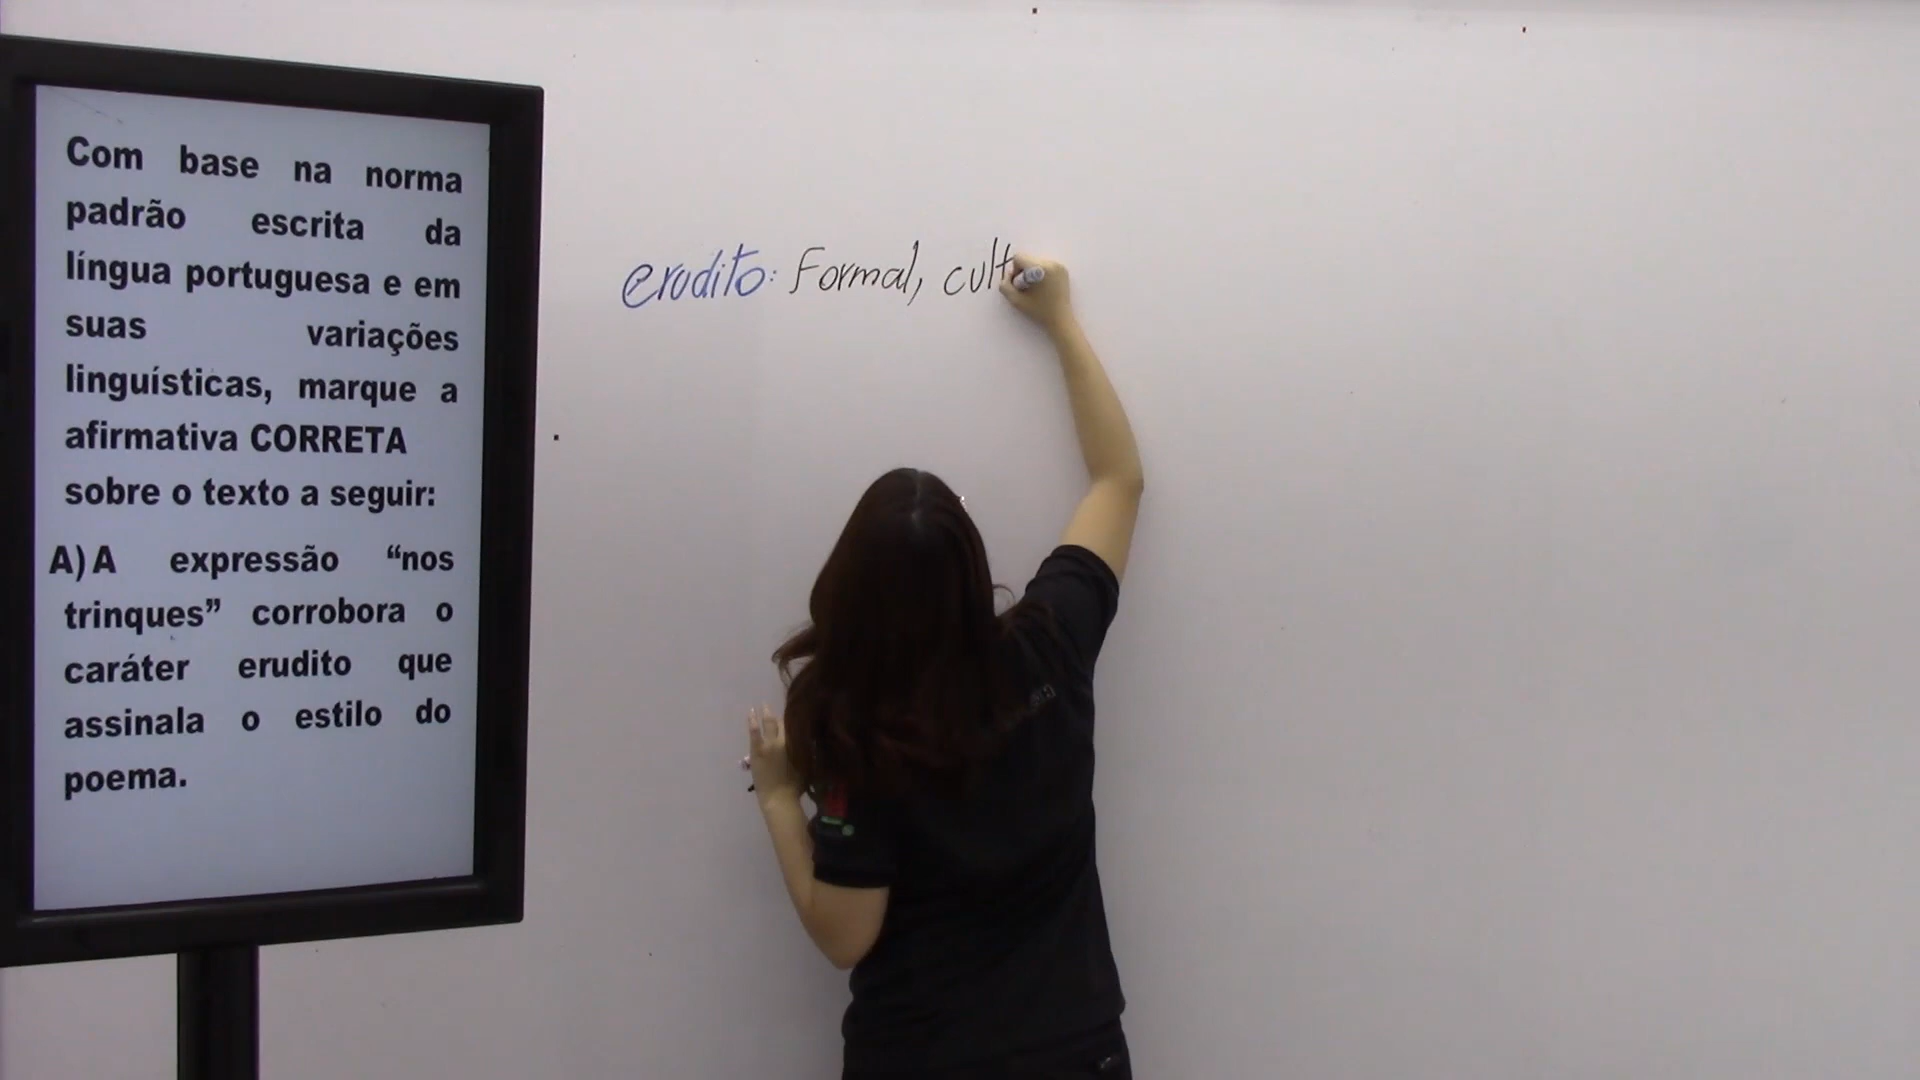 Com base na norma
padrão escrita da
língua portuguesa e em
suas variações
linguísticas, marque a
afirmativa CORRETA
sobre o texto a seguir:
A) A expressão “nos
trinques” corrobora o
caráter erudito que
assinala o estilo do
poema.
erudito: Formal, cult